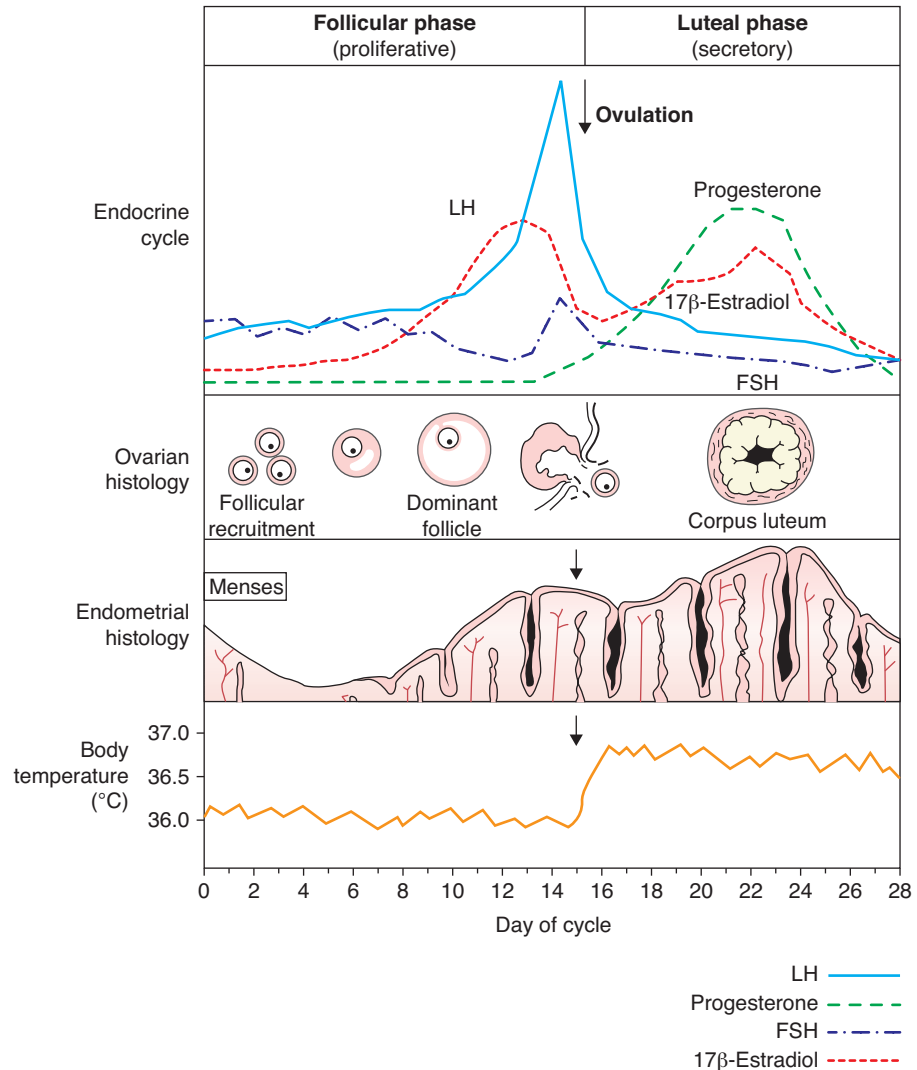 Follicular phase
(proliferative)
Luteal phase
(secretory)
Endocrine
cycle
LH
Ovulation
Progesterone
17β-Estradiol
FSH
Ovarian
histology
Follicular
recruitment
Dominant
follicle
Corpus luteum
Endometrial
histology
Menses
Body
temperature
(°C)
37.0
36.5
36.0
0 2 4 6 8 10 12 14 16 18 20 22 24 26 28
Day of cycle
LH
Progesterone
FSH
17β-Estradiol